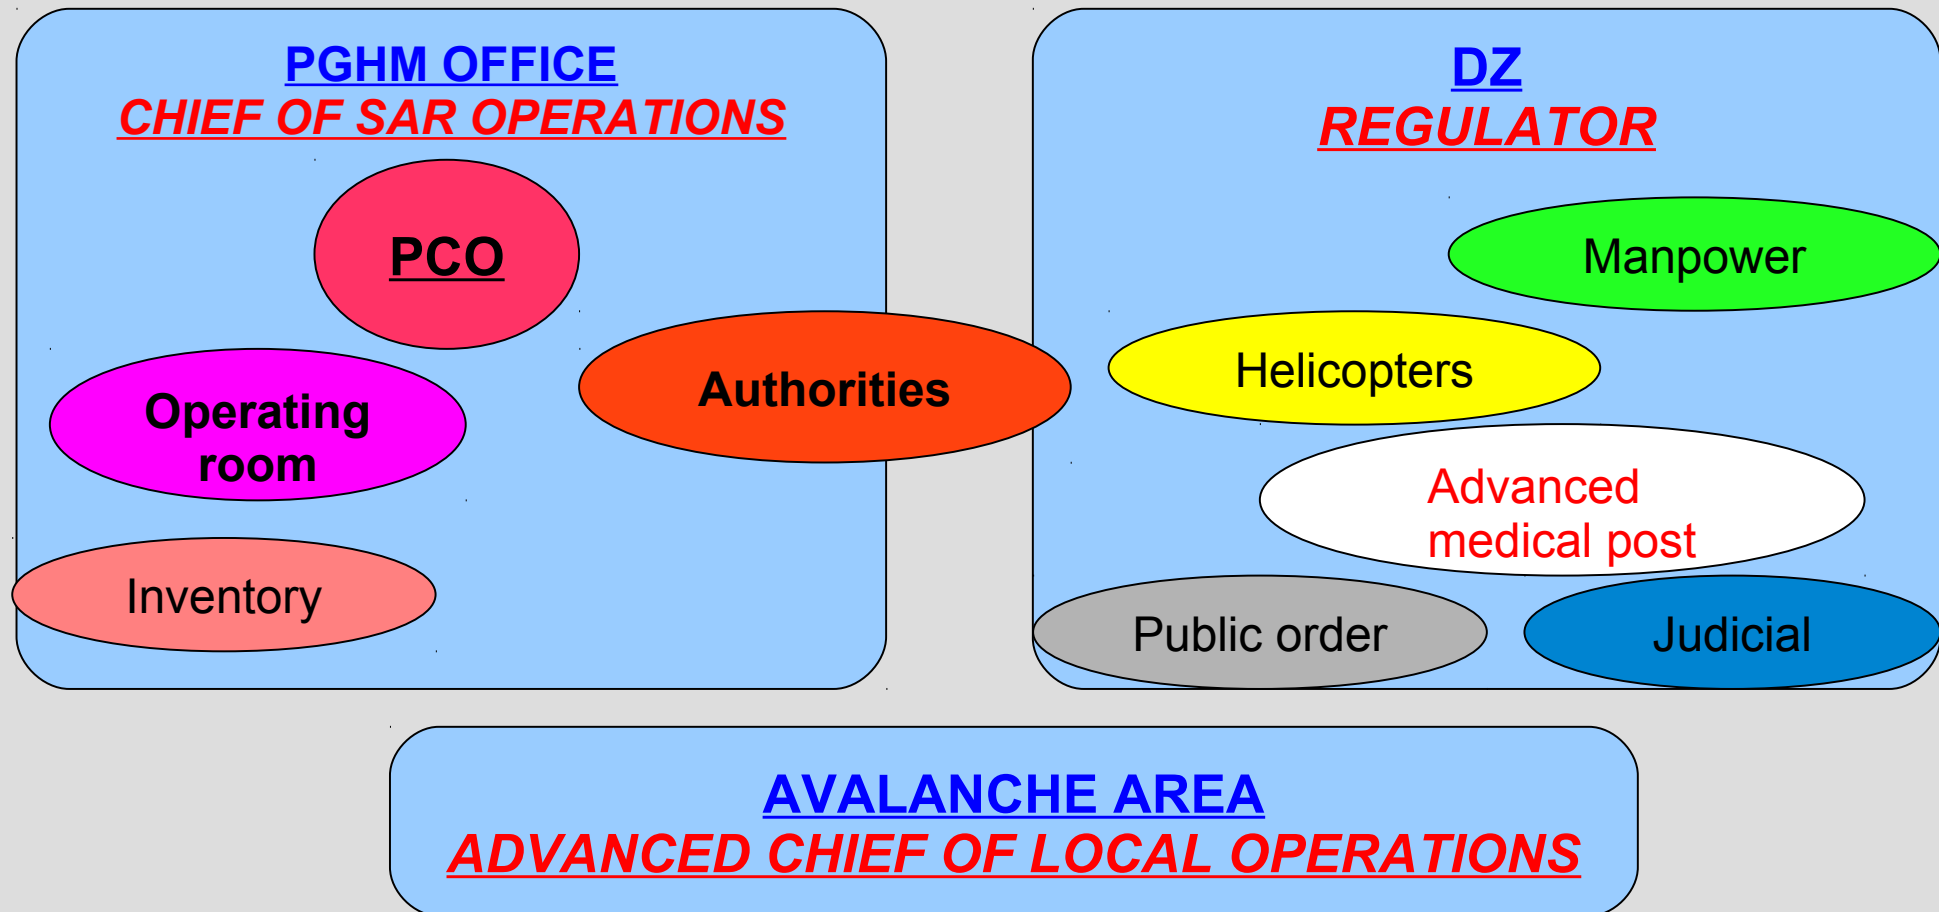 PGHM OFFICE
CHIEF OF SAR OPERATIONS
PCO
Operating
room
Inventory
Authorities
DZ
REGULATOR
Manpower
Helicopters
Advanced
medical post
Public order
Judicial
AVALANCHE AREA
ADVANCED CHIEF OF LOCAL OPERATIONS